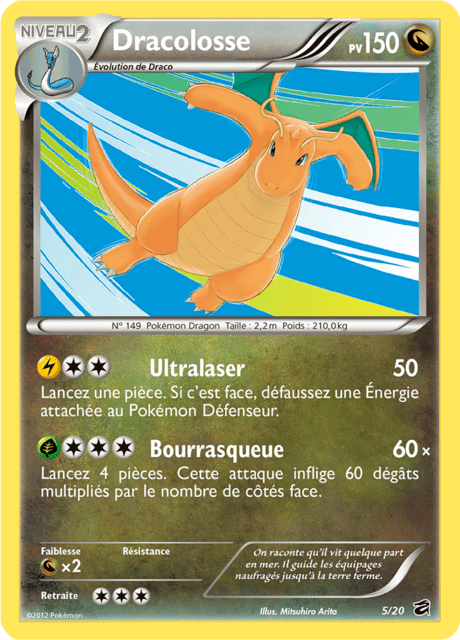 NIVEAU2
Dracolosse
PV150
Évolution de Draco
N° 149 Pokémon Dragon Taille : 2,2m Poids : 210,0kg
Ultralaser 50
Lancez une pièce. Si c'est face, défaussez une Énergie
attachée au Pokémon Défenseur.
Bourrasqueue 60×
Lancez 4 pièces. Cette attaque inflige 60 dégâts
multipliés par le nombre de côtés face.
Faiblesse Résistance
×2
Retraite
On raconte qu'il vit quelque part
en mer. Il guide les équipages
naufragés jusqu'à la terre ferme.
©2012 Pokémon
Illus. Mitsuhiro Arita
5/20